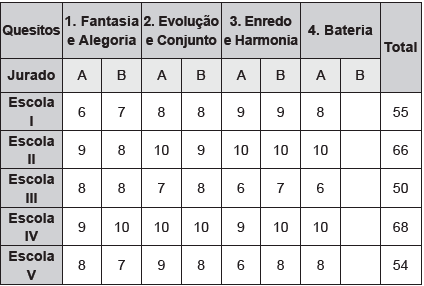 Quesitos 1. Fantasia e Alegoria 2. Evolução e Conjunto 3. Enredo e Harmonia 4. Bateria Total
Jurado A B A B A B A B
Escola I 6 7 8 8 9 9 8 55
Escola II 9 8 10 9 10 10 10 66
Escola III 8 8 7 8 6 7 6 50
Escola IV 9 10 10 10 9 10 10 68
Escola V 8 7 9 8 6 8 8 54